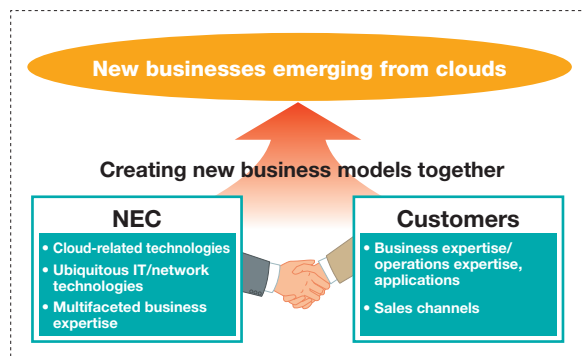 New businesses emerging from clouds
Creating new business models together
NEC
• Cloud-related technologies
• Ubiquitous IT/network
technologies
• Multifaceted business
expertise
Customers
• Business expertise/
operations expertise,
applications
• Sales channels